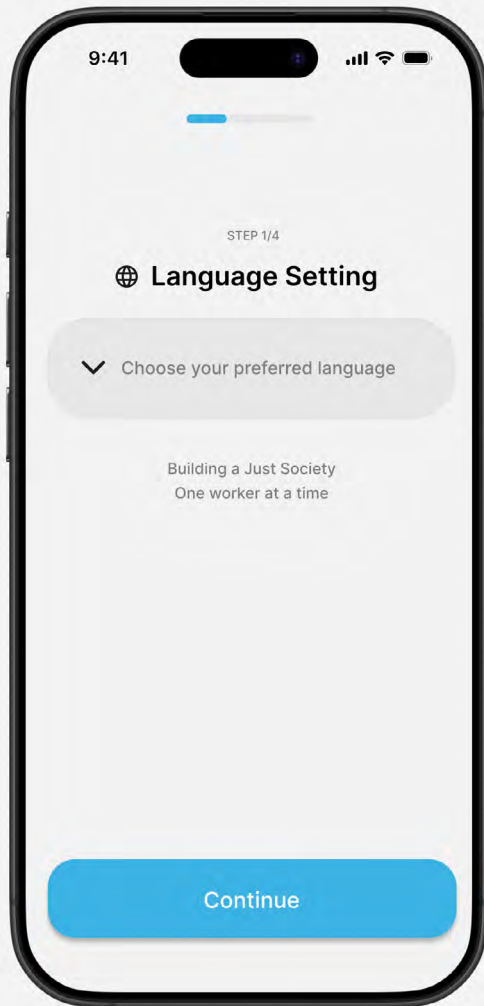 9:41
STEP 1/4
Language Setting
Choose your preferred language
Building a Just Society
One worker at a time
Continue